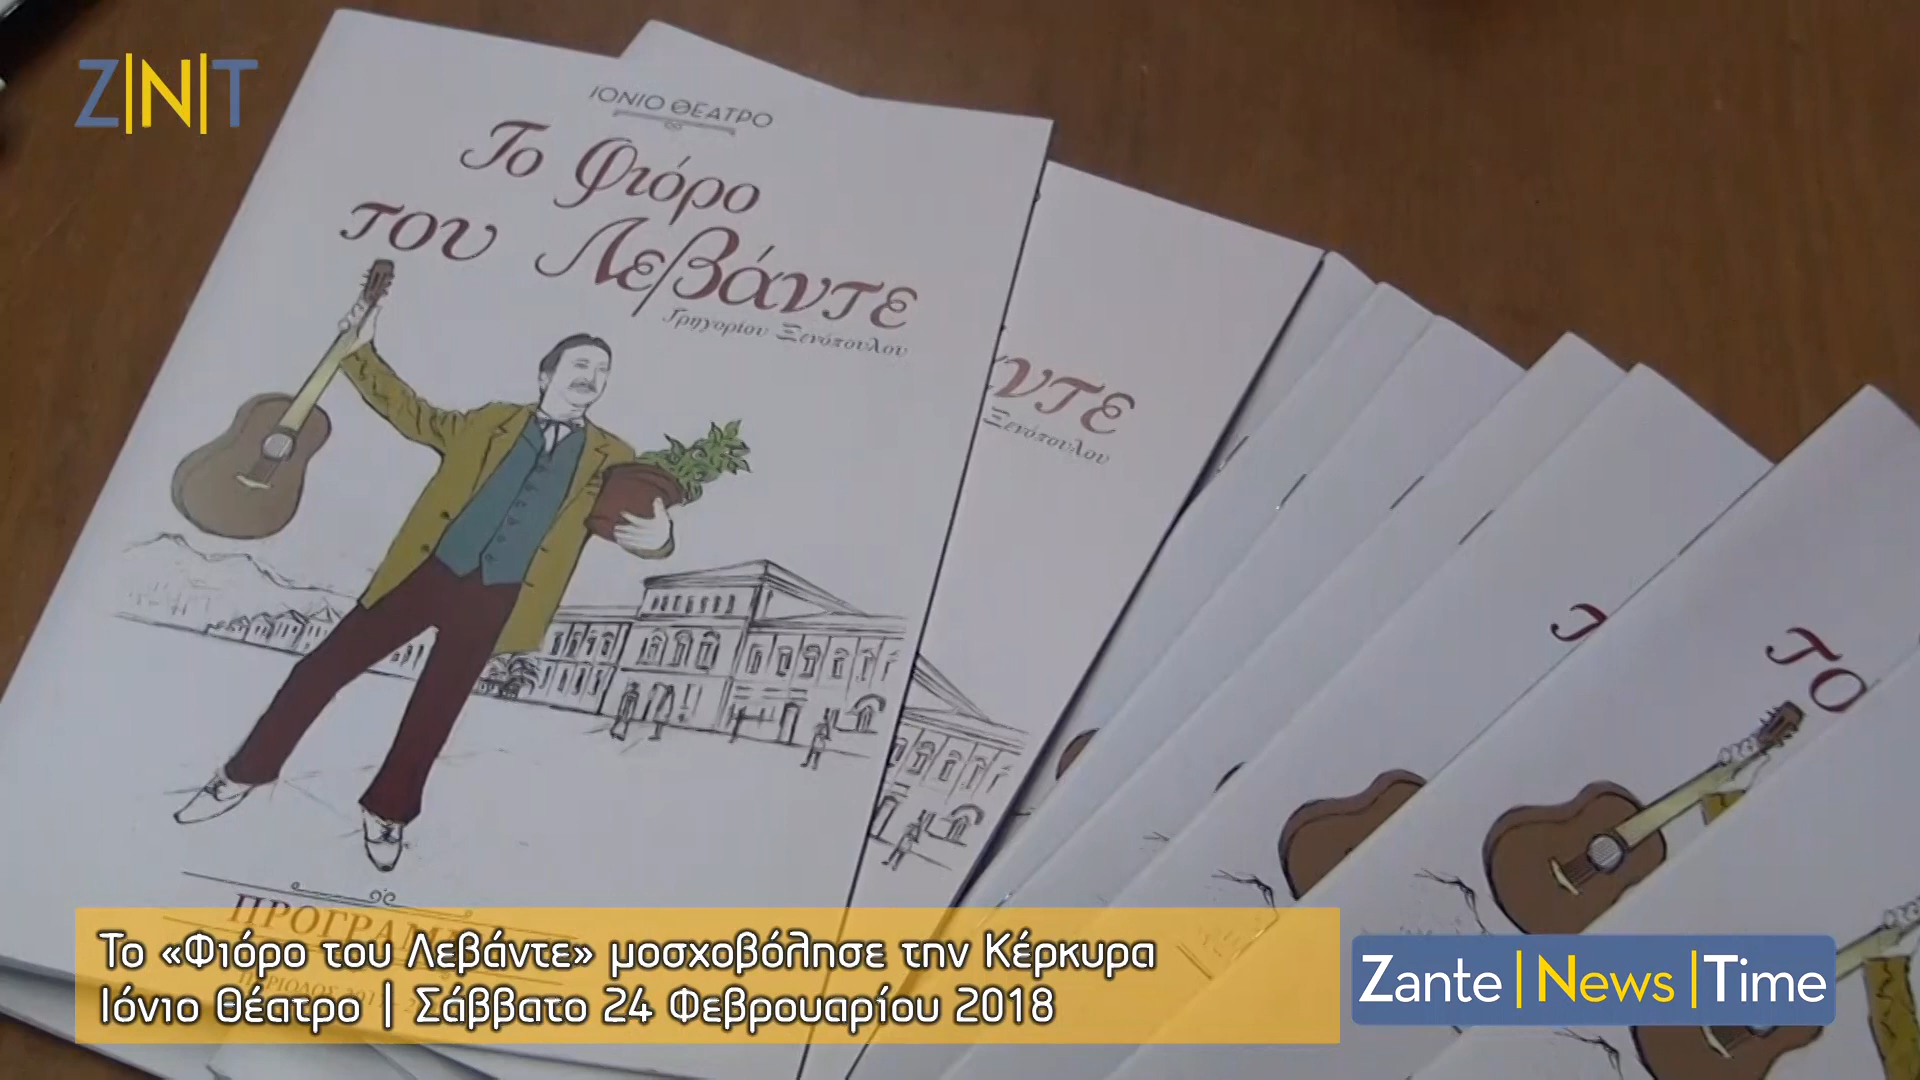 Z|N|T
ΙΟΝΙΟ ΘΕΑΤΡΟ
Το Φιόρο
του Λεβάντε
Γρηγορίου Ξενόπουλου
ντε
Ξενόπουλου
το
Το «Φιόρο του Λεβάντε» μοσχοβόλησε την Κέρκυρα
Ιόνιο Θέατρο | Σάββατο 24 Φεβρουαρίου 2018
Zante|News|Time